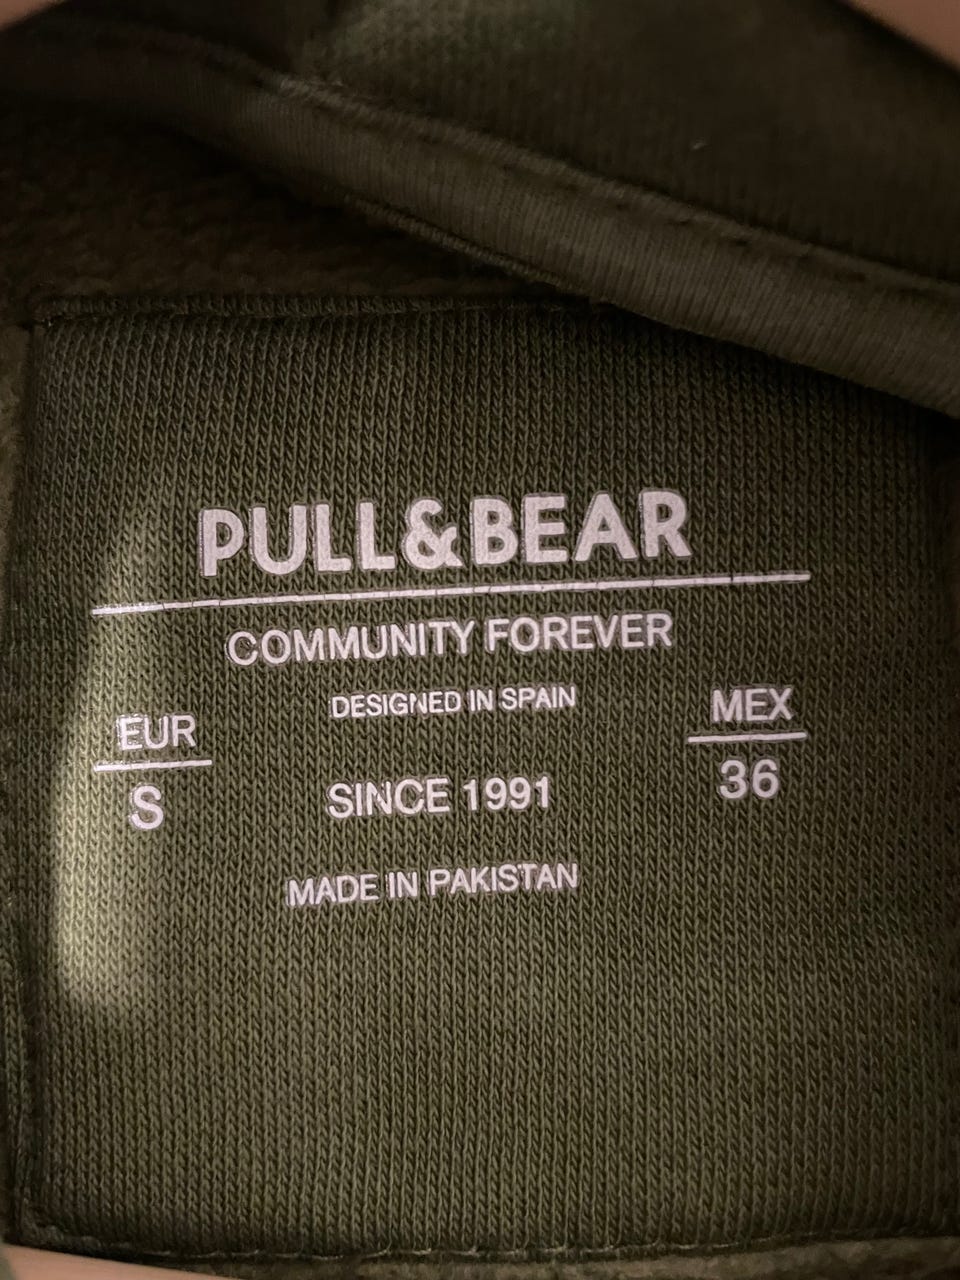 PULL&BEAR
COMMUNITY FOREVER
DESIGNED IN SPAIN
EUR
S
MEX
36
SINCE 1991
MADE IN PAKISTAN